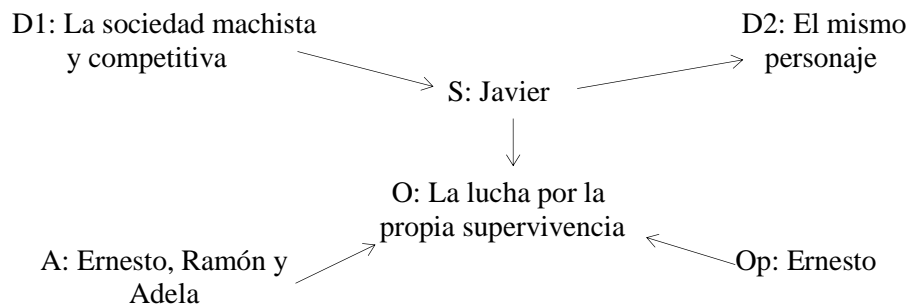 D1: La sociedad machista
y competitiva
D2: El mismo
personaje
S: Javier
O: La lucha por la
propia supervivencia
A: Ernesto, Ramón y
Adela
Op: Ernesto